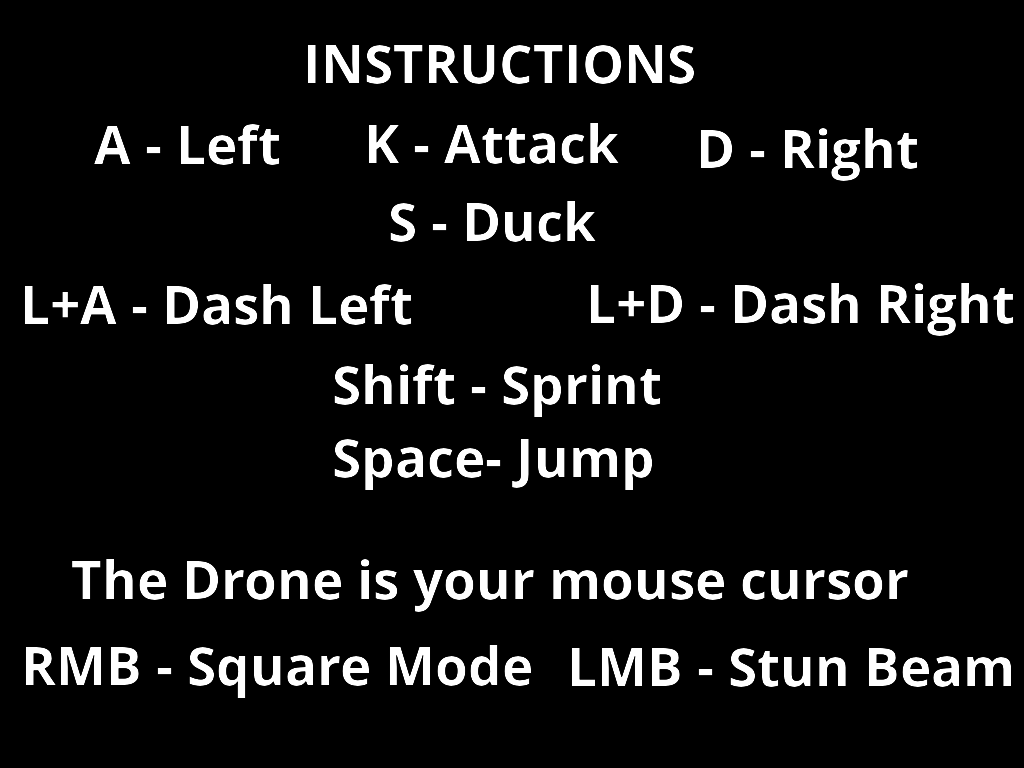 INSTRUCTIONS
A - Left K - Attack D - Right
S - Duck
L+A - Dash Left L+D - Dash Right
Shift - Sprint
Space- Jump
The Drone is your mouse cursor
RMB - Square Mode LMB - Stun Beam